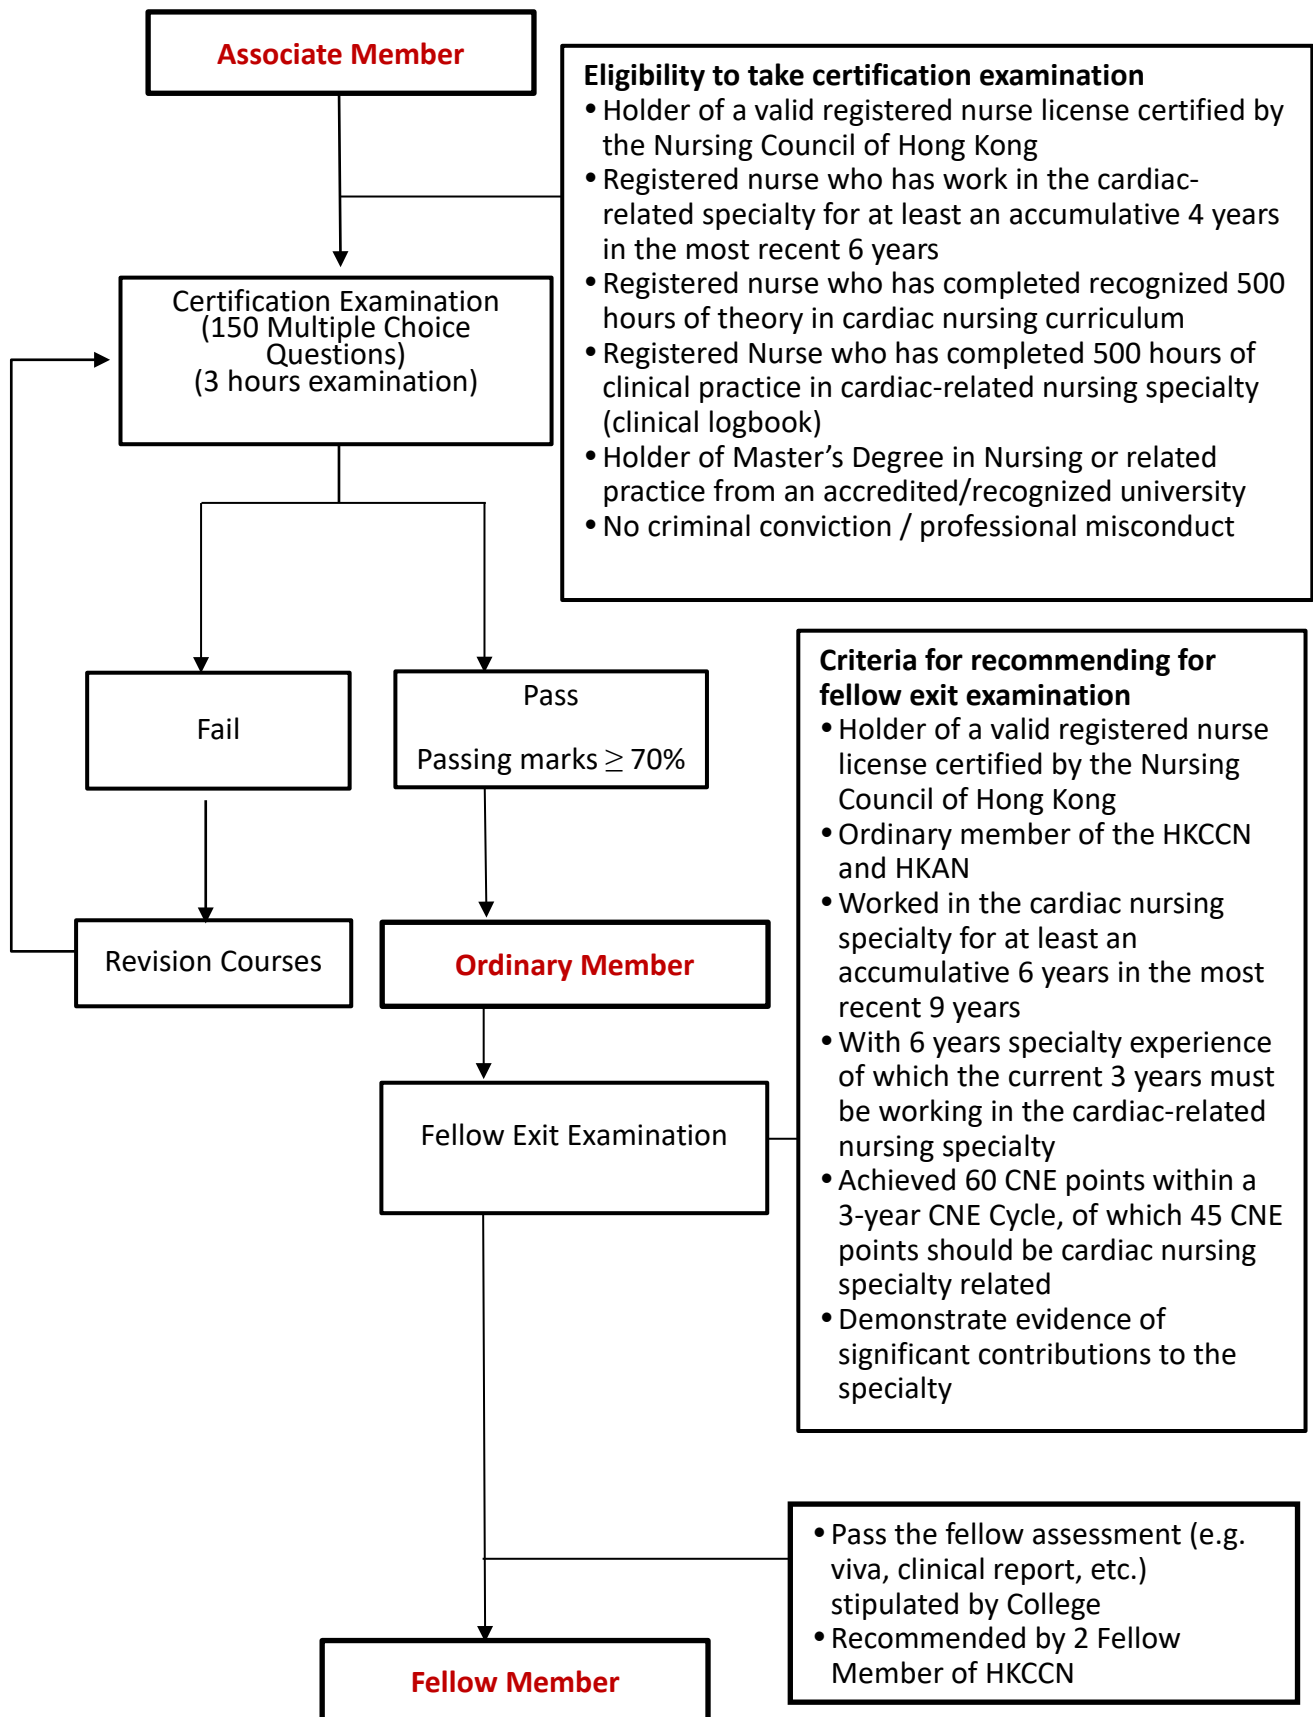 Associate Member
Eligibility to take certification examination
• Holder of a valid registered nurse license certified by
the Nursing Council of Hong Kong
• Registered nurse who has work in the cardiac-
related specialty for at least an accumulative 4 years
in the most recent 6 years
• Registered nurse who has completed recognized 500
hours of theory in cardiac nursing curriculum
• Registered Nurse who has completed 500 hours of
clinical practice in cardiac-related nursing specialty
(clinical logbook)
• Holder of Master’s Degree in Nursing or related
practice from an accredited/recognized university
• No criminal conviction / professional misconduct
Certification Examination
(150 Multiple Choice
Questions)
(3 hours examination)
Fail
Pass
Passing marks ≥ 70%
Revision Courses
Ordinary Member
Fellow Exit Examination
Criteria for recommending for
fellow exit examination
• Holder of a valid registered nurse
license certified by the Nursing
Council of Hong Kong
• Ordinary member of the HKCCN
and HKAN
• Worked in the cardiac nursing
specialty for at least an
accumulative 6 years in the most
recent 9 years
• With 6 years specialty experience
of which the current 3 years must
be working in the cardiac-related
nursing specialty
• Achieved 60 CNE points within a
3-year CNE Cycle, of which 45 CNE
points should be cardiac nursing
specialty related
• Demonstrate evidence of
significant contributions to the
specialty
• Pass the fellow assessment (e.g.
viva, clinical report, etc.)
stipulated by College
• Recommended by 2 Fellow
Member of HKCCN
Fellow Member